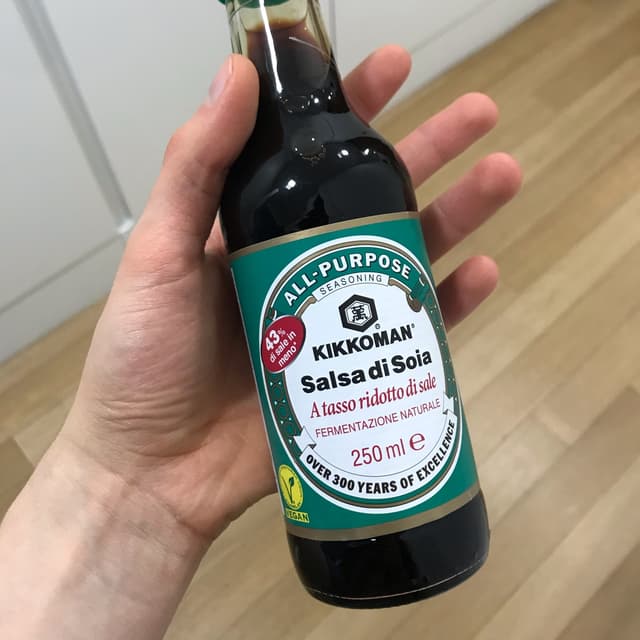 ALL-PURPOSE
SEASONING
萬
KIKKOMAN®
43%
di sale in
meno*
Salsa di Soia
A tasso ridotto di sale
FERMENTAZIONE NATURALE
250 ml ℮
OVER 300 YEARS OF EXCELLENCE
V
VEGAN